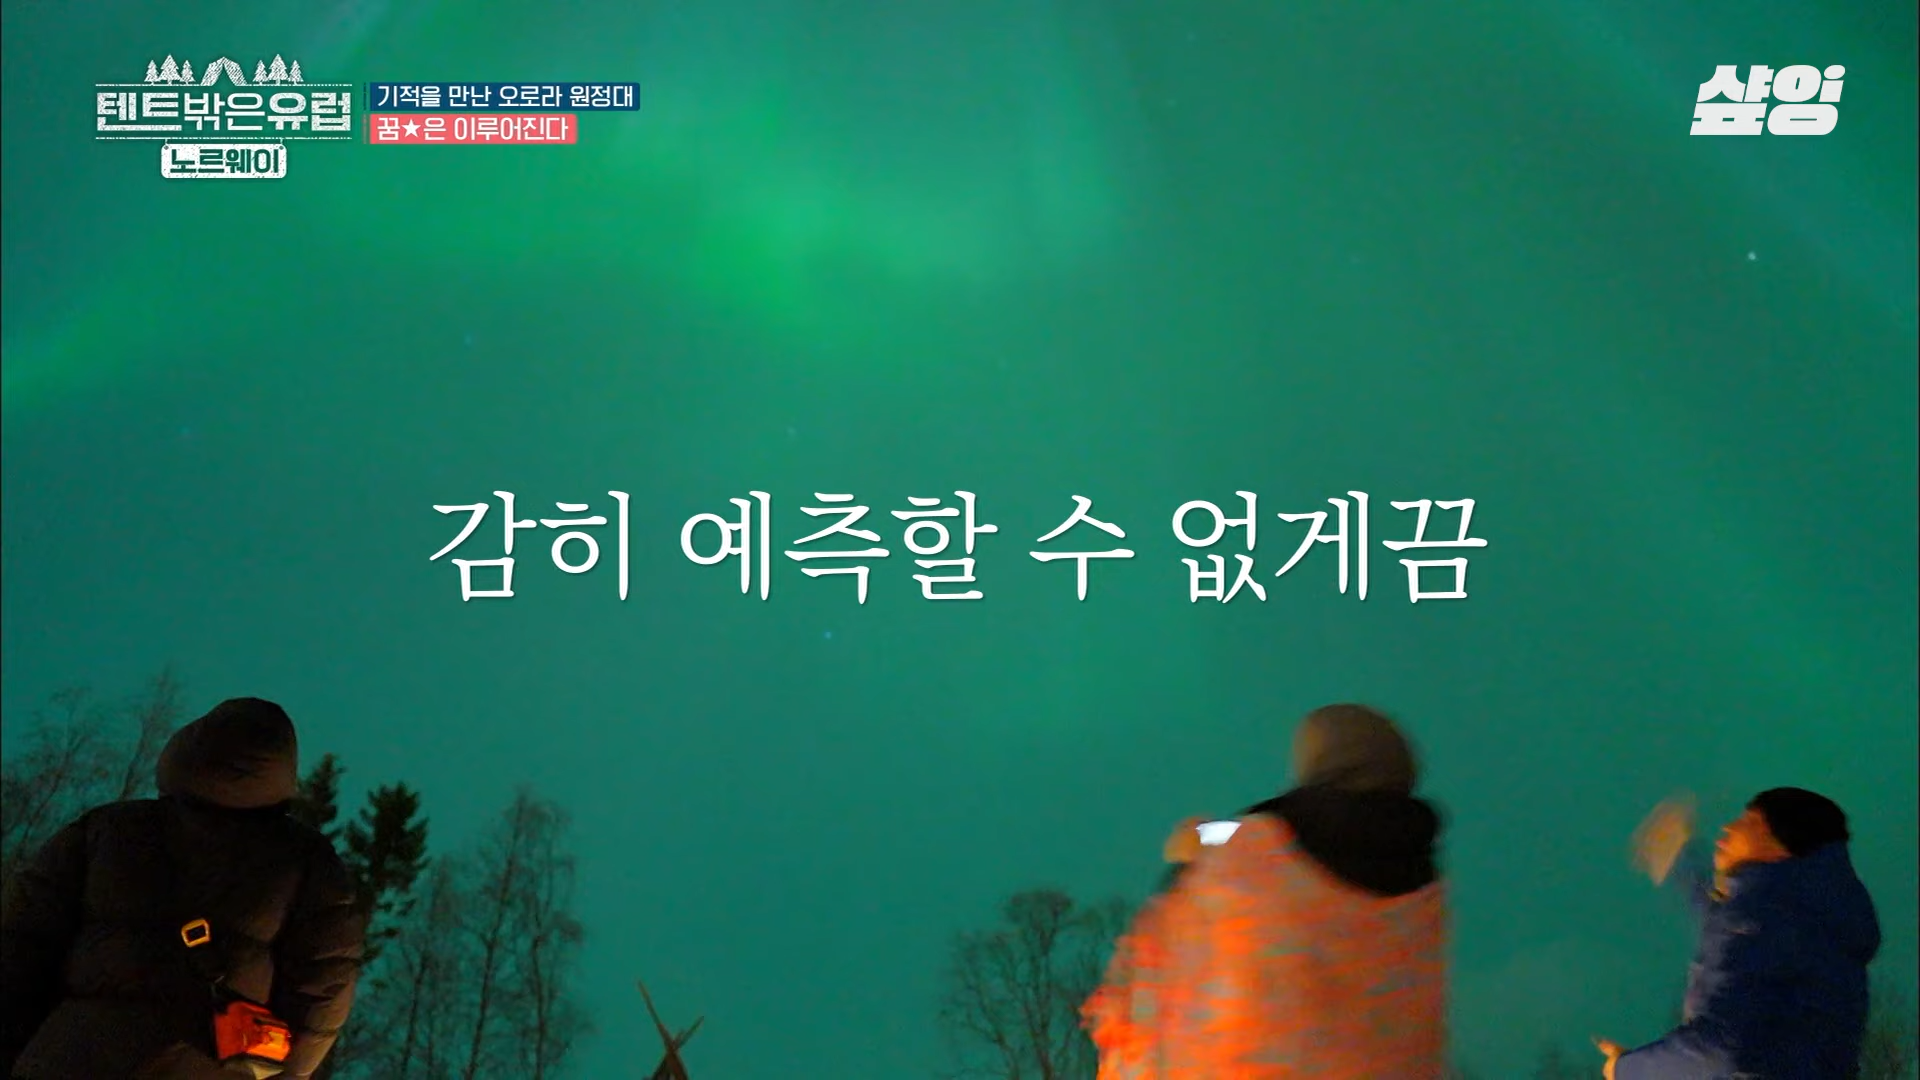 텐트밖은유럽
노르웨이
기적을 만난 오로라 원정대
꿈★은 이루어진다
샾잉
감히 예측할 수 없게끔